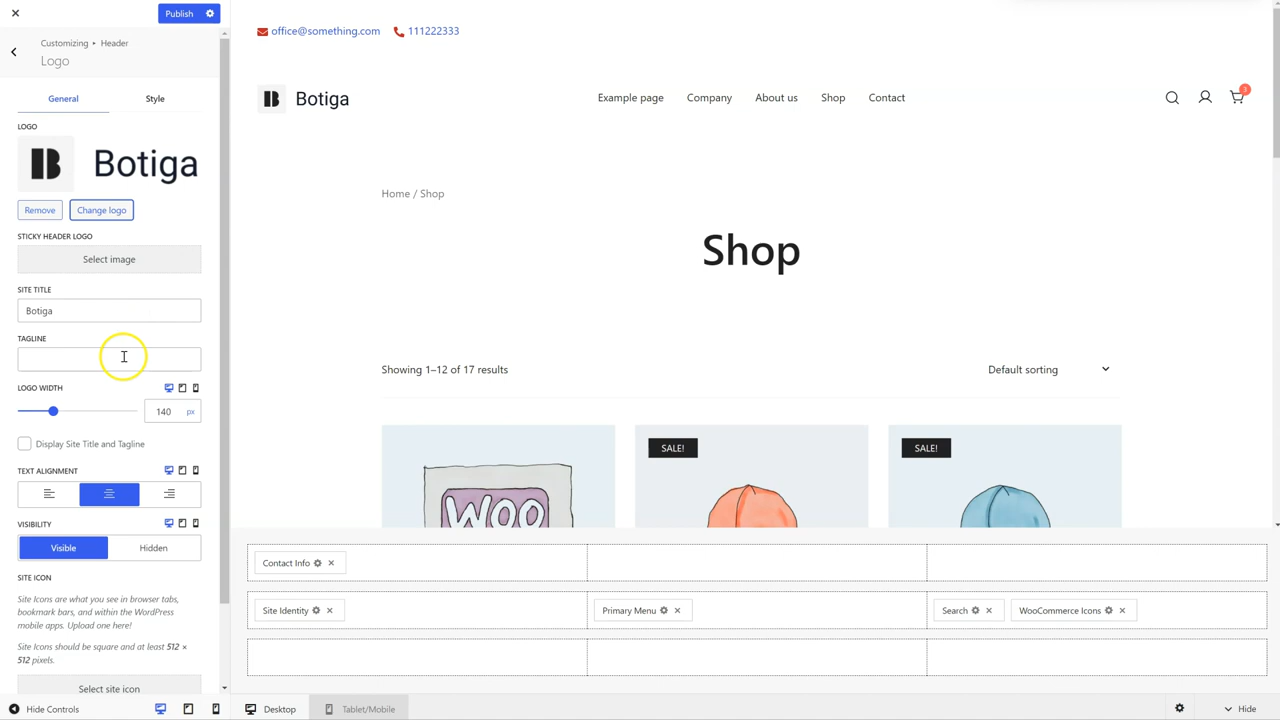 Publish
Customizing ▸ Header
Logo
General
Style
LOGO
Botiga
Remove
Change logo
STICKY HEADER LOGO
Select image
SITE TITLE
Botiga
TAGLINE
LOGO WIDTH
140 px
Display Site Title and Tagline
TEXT ALIGNMENT
VISIBILITY
Visible
Hidden
SITE ICON
Site Icons are what you see in browser tabs,
bookmark bars, and within the WordPress
mobile apps. Upload one here!
Site Icons should be square and at least 512 ×
512 pixels.
Select site icon
Hide Controls
office@something.com
111222333
Botiga
Example page
Company
About us
Shop
Contact
1
Home / Shop
Shop
Showing 1–12 of 17 results
Default sorting
WOO
SALE!
SALE!
Contact Info
Site Identity
Primary Menu
Search
WooCommerce Icons
Desktop
Tablet/Mobile
Hide